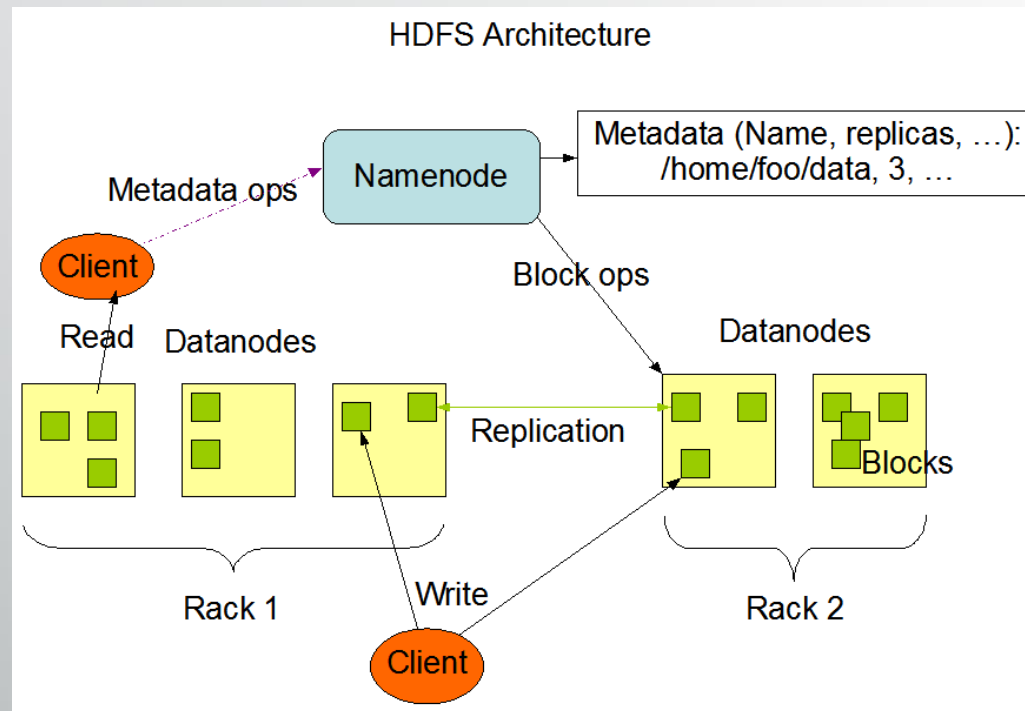 HDFS Architecture
Metadata (Name, replicas, …):
/home/foo/data, 3, …
Namenode
Metadata ops
Client
Block ops
Read
Datanodes
Datanodes
Replication
Blocks
Rack 1
Write
Rack 2
Client